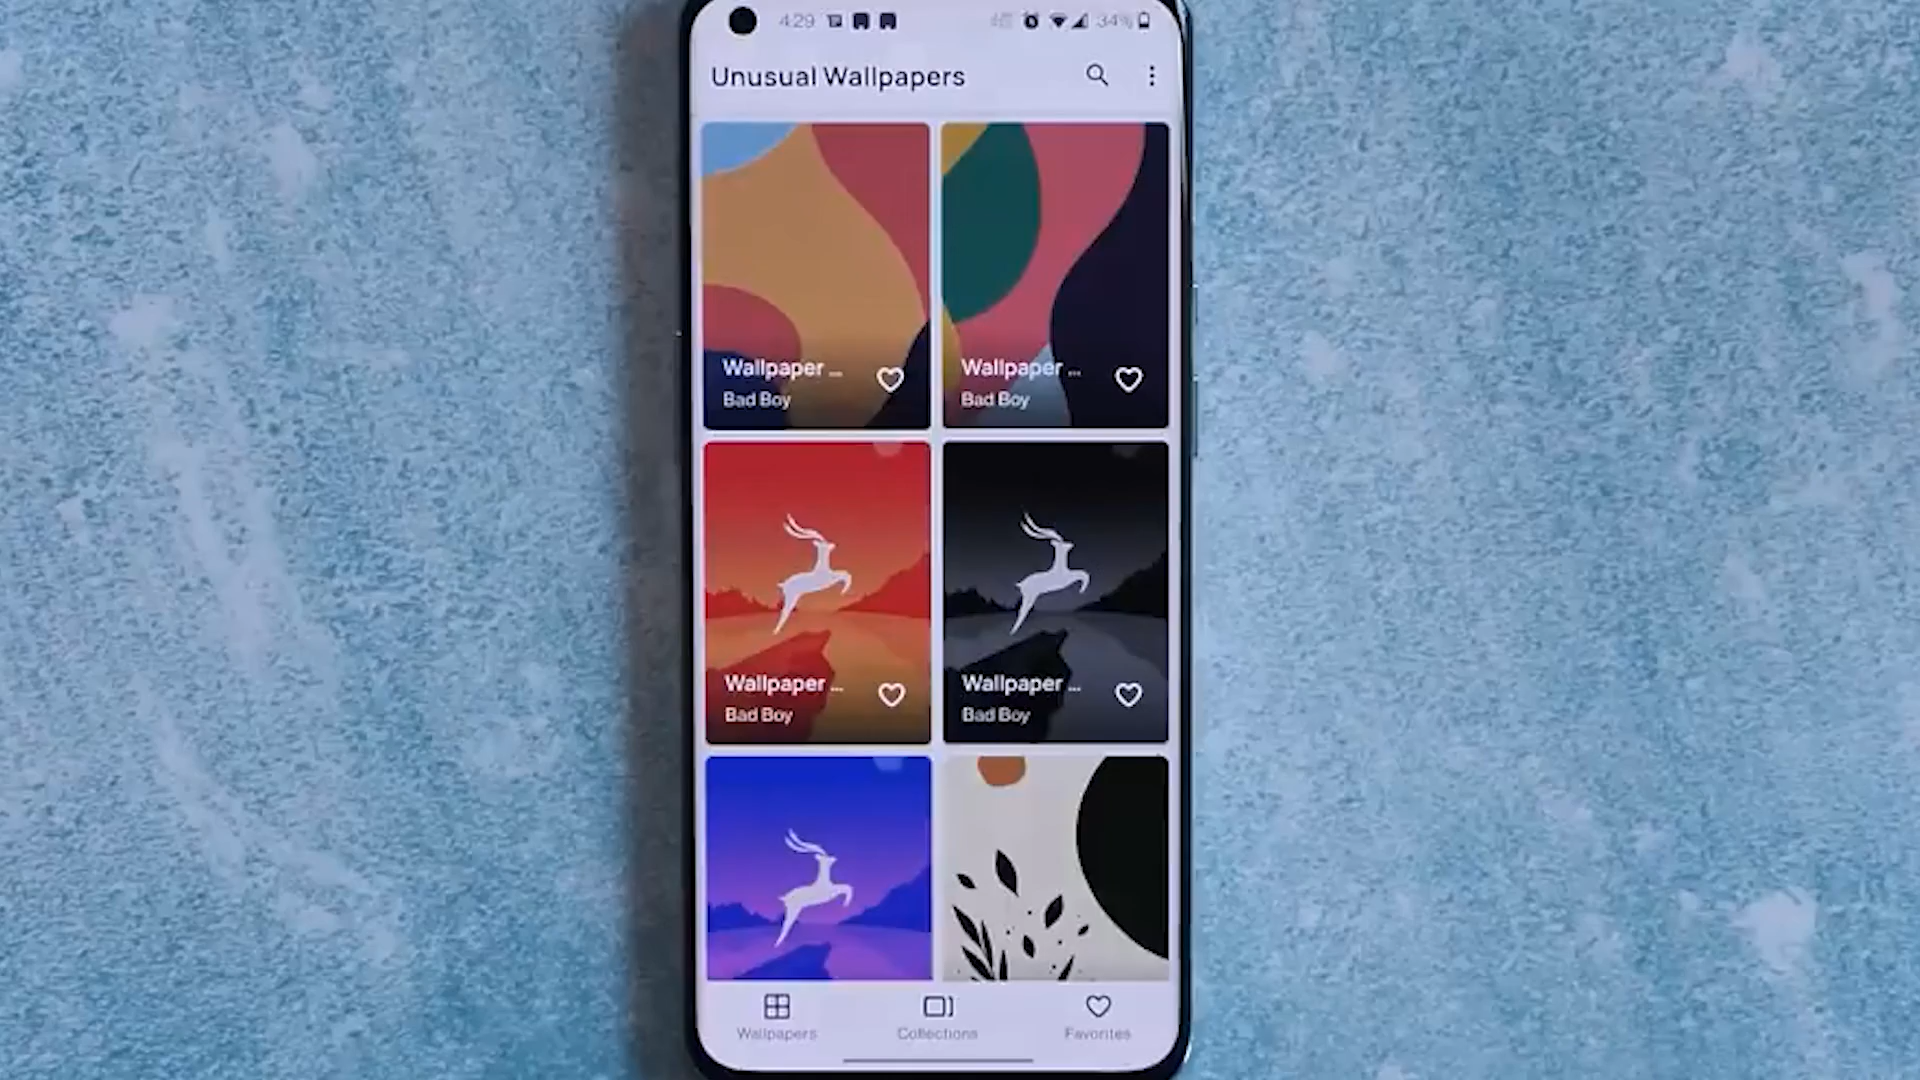 4:29
34%
Unusual Wallpapers
Wallpaper ...
Bad Boy
Wallpaper ...
Bad Boy
Wallpaper ...
Bad Boy
Wallpaper ...
Bad Boy
Wallpapers
Collections
Favorites